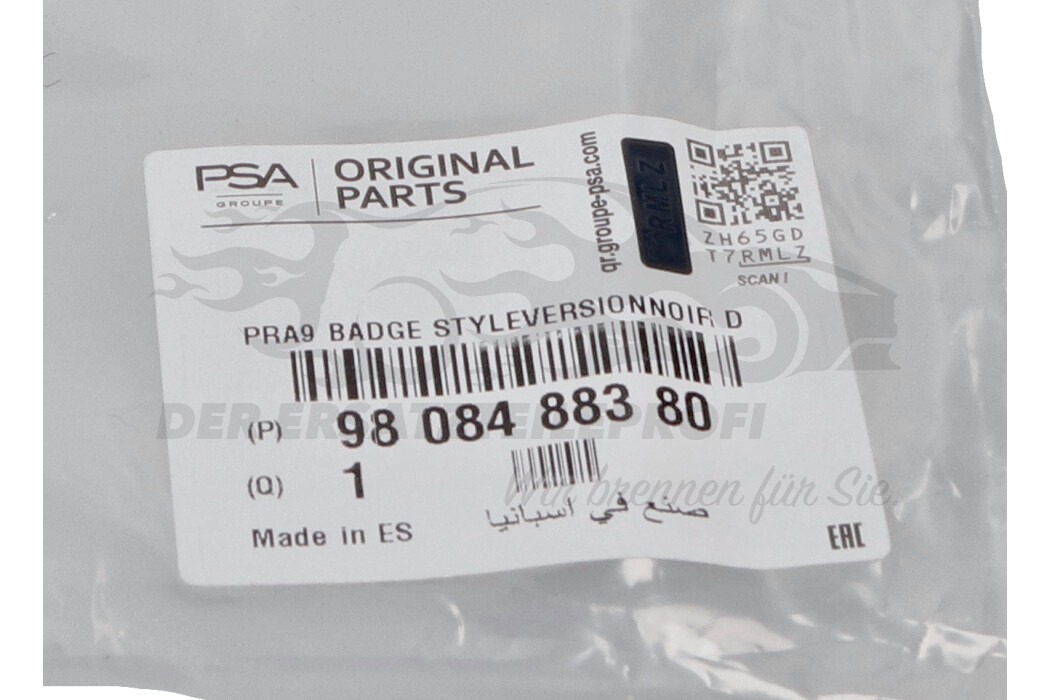 PSA
GROUPE
ORIGINAL
PARTS
qr.groupe-psa.com
RMLZ
ZH65GD
T7RMLZ
SCAN!
PRA9 BADGE STYLEVERSIONNOIR D
(P) 98 084 883 80
(Q) 1
Made in ES
صنع في اسبانيا
EAC
DER ERSATZTEILEPROFI
Wir brennen für Sie.